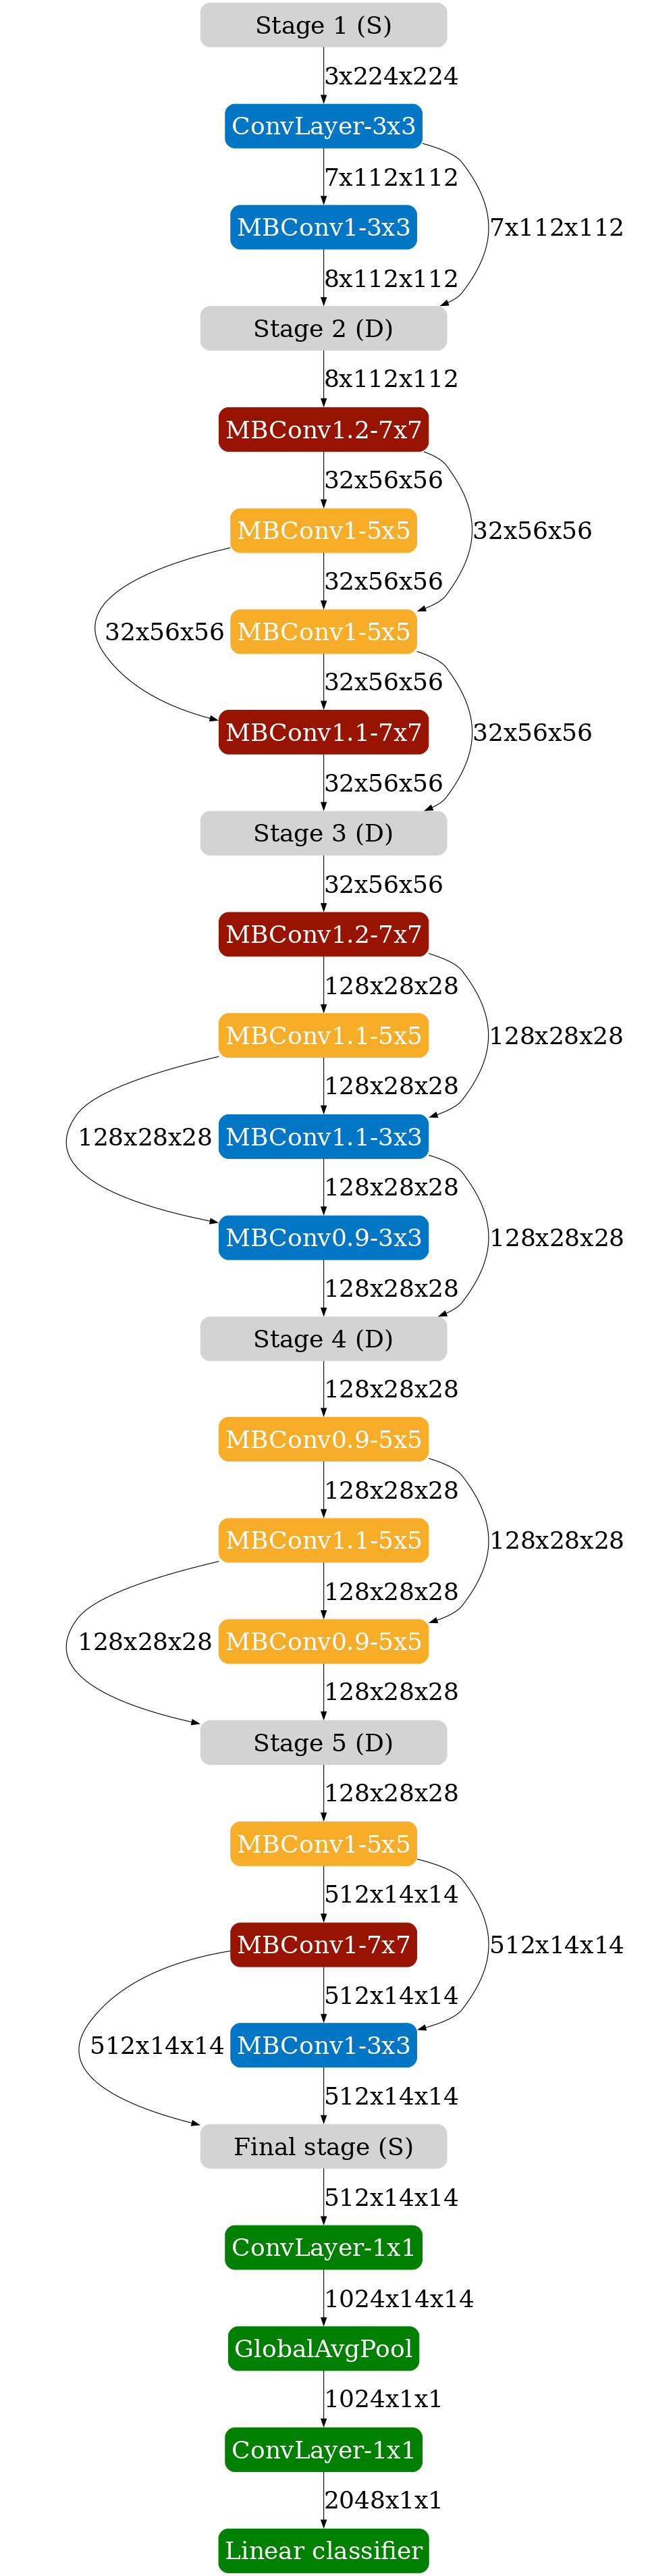 Stage 1 (S)
3x224x224
ConvLayer-3x3
7x112x112
MBConv1-3x3
7x112x112
8x112x112
Stage 2 (D)
8x112x112
MBConv1.2-7x7
32x56x56
MBConv1-5x5
32x56x56
32x56x56
32x56x56
MBConv1-5x5
32x56x56
MBConv1.1-7x7
32x56x56
32x56x56
Stage 3 (D)
32x56x56
MBConv1.2-7x7
128x28x28
MBConv1.1-5x5
128x28x28
128x28x28
128x28x28
MBConv1.1-3x3
128x28x28
MBConv0.9-3x3
128x28x28
128x28x28
Stage 4 (D)
128x28x28
MBConv0.9-5x5
128x28x28
MBConv1.1-5x5
128x28x28
128x28x28
128x28x28
MBConv0.9-5x5
128x28x28
Stage 5 (D)
128x28x28
MBConv1-5x5
512x14x14
MBConv1-7x7
512x14x14
512x14x14
512x14x14
MBConv1-3x3
512x14x14
Final stage (S)
512x14x14
ConvLayer-1x1
1024x14x14
GlobalAvgPool
1024x1x1
ConvLayer-1x1
2048x1x1
Linear classifier